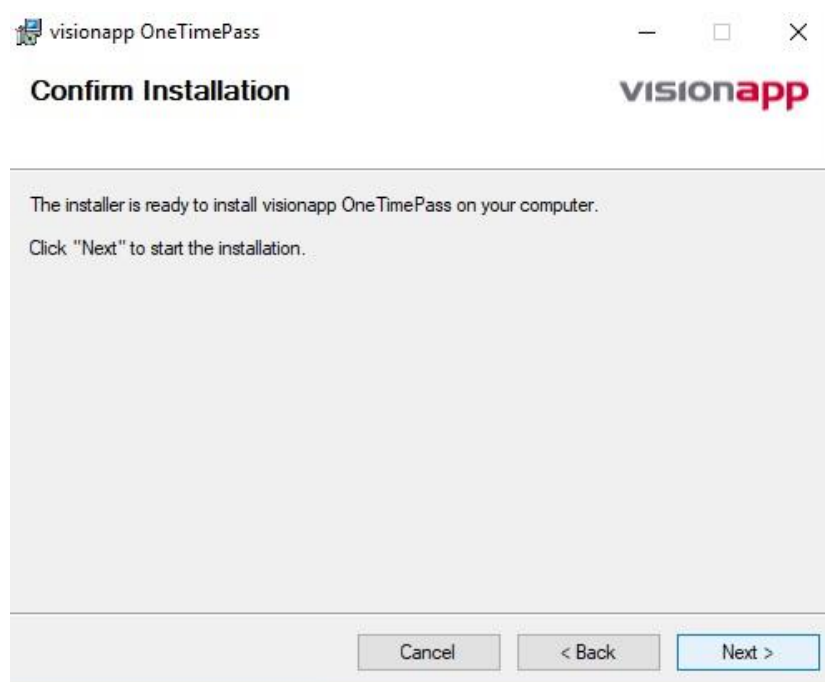 visionapp OneTimePass
Confirm Installation
visionapp
The installer is ready to install visionapp OneTimePass on your computer.
Click "Next" to start the installation.
Cancel
< Back
Next >